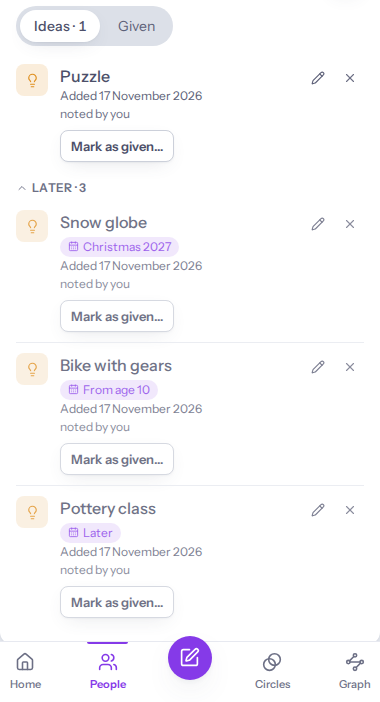 Ideas · 1
Given
Puzzle
Added 17 November 2026
noted by you
Mark as given...
LATER · 3
Snow globe
Christmas 2027
Added 17 November 2026
noted by you
Mark as given...
Bike with gears
From age 10
Added 17 November 2026
noted by you
Mark as given...
Pottery class
Later
Added 17 November 2026
noted by you
Mark as given...
Home
People
Circles
Graph